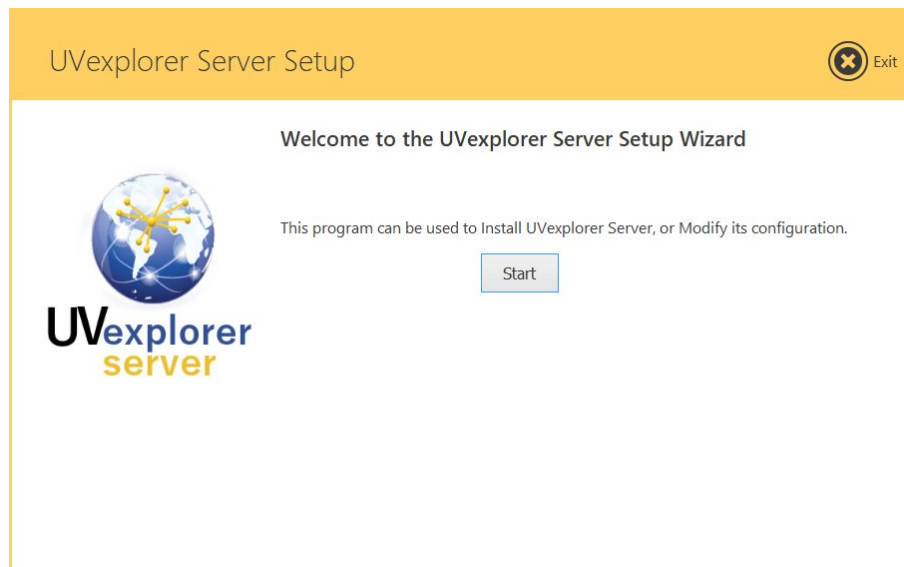 UVexplorer Server Setup
Exit
Welcome to the UVexplorer Server Setup Wizard
This program can be used to Install UVexplorer Server, or Modify its configuration.
Start
UVexplorer
server